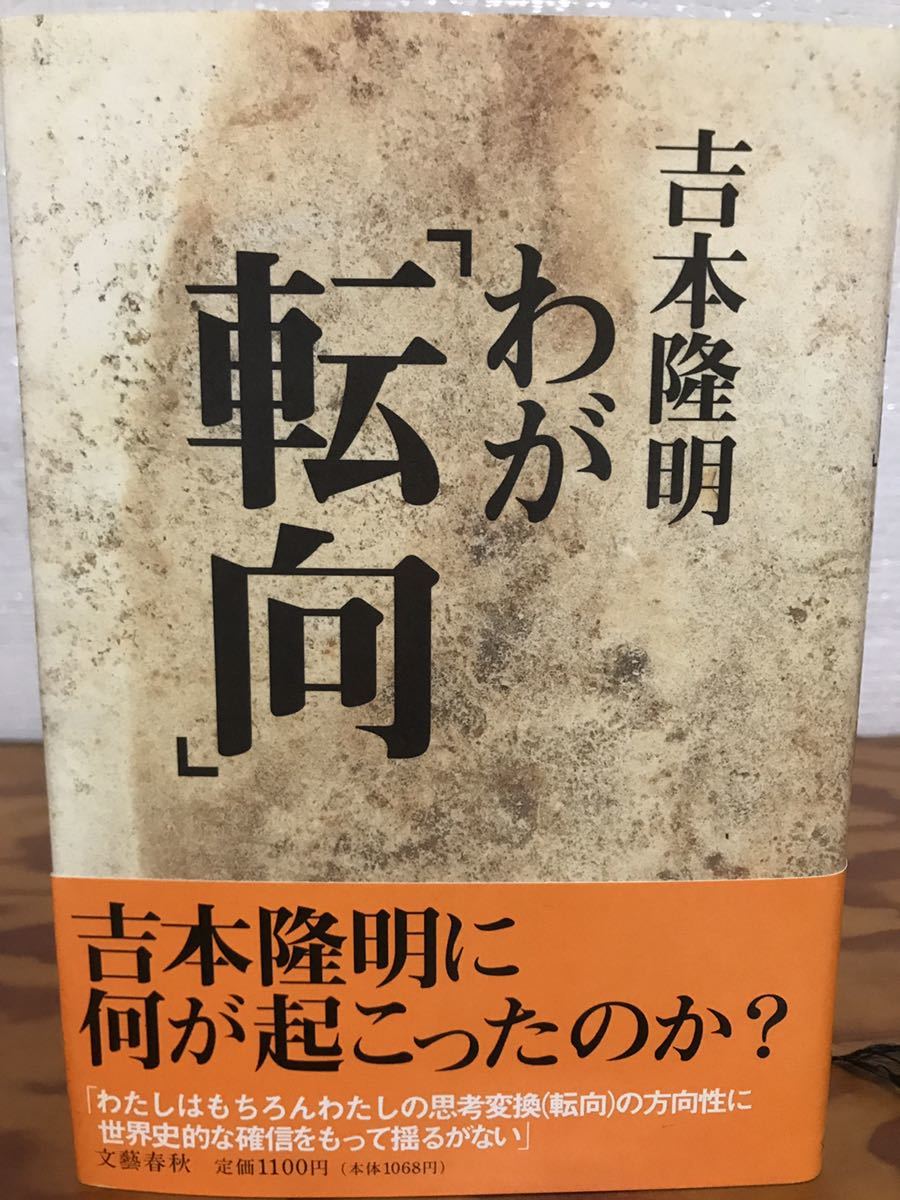 吉本隆明
わが
「転向」
吉本隆明に
何が起こったのか?
「わたしはもちろんわたしの思考変換(転向)の方向性に
世界史的な確信をもって揺るがない」
文藝春秋 定価1100円(本体1068円)